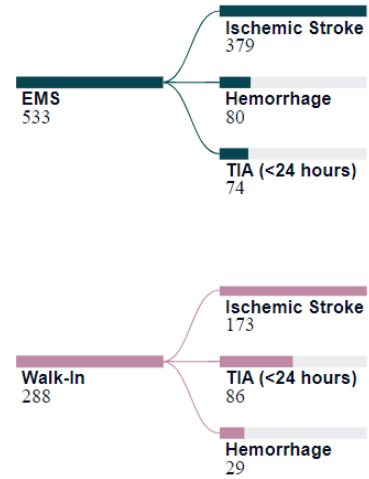 Ischemic Stroke
379
EMS
533
Hemorrhage
80
TIA (<24 hours)
74
Ischemic Stroke
173
Walk-In
288
TIA (<24 hours)
86
Hemorrhage
29